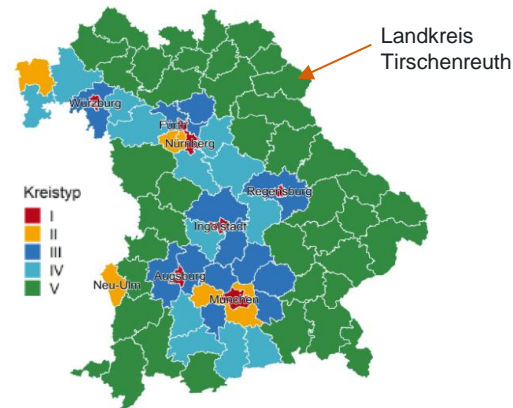 Landkreis
Tirschenreuth
Würzburg
Fürth
Nürnberg
Regensburg
Kreistyp
I
II
III
IV
V
Ingolstadt
Augsburg
Neu-Ulm
München